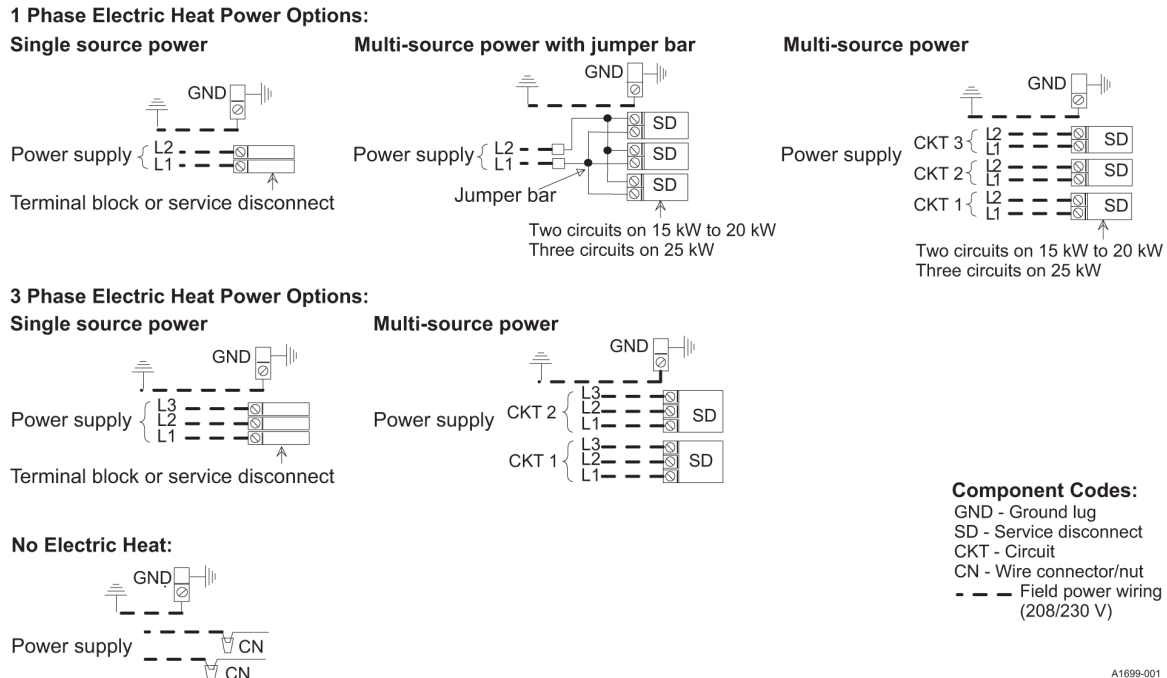 1 Phase Electric Heat Power Options:
Single source power
GND
Power supply
L2
L1
Terminal block or service disconnect
Multi-source power with jumper bar
GND
SD
SD
SD
Power supply
L2
L1
Jumper bar
Two circuits on 15 kW to 20 kW
Three circuits on 25 kW
Multi-source power
GND
Power supply
CKT 3
L2
L1
SD
CKT 2
L2
L1
SD
CKT 1
L2
L1
SD
Two circuits on 15 kW to 20 kW
Three circuits on 25 kW
3 Phase Electric Heat Power Options:
Single source power
GND
Power supply
L3
L2
L1
Terminal block or service disconnect
Multi-source power
GND
Power supply
CKT 2
L3
L2
L1
SD
CKT 1
L3
L2
L1
SD
No Electric Heat:
GND
Power supply
CN
CN
Component Codes:
GND - Ground lug
SD - Service disconnect
CKT - Circuit
CN - Wire connector/nut
Field power wiring
(208/230 V)
A1699-001